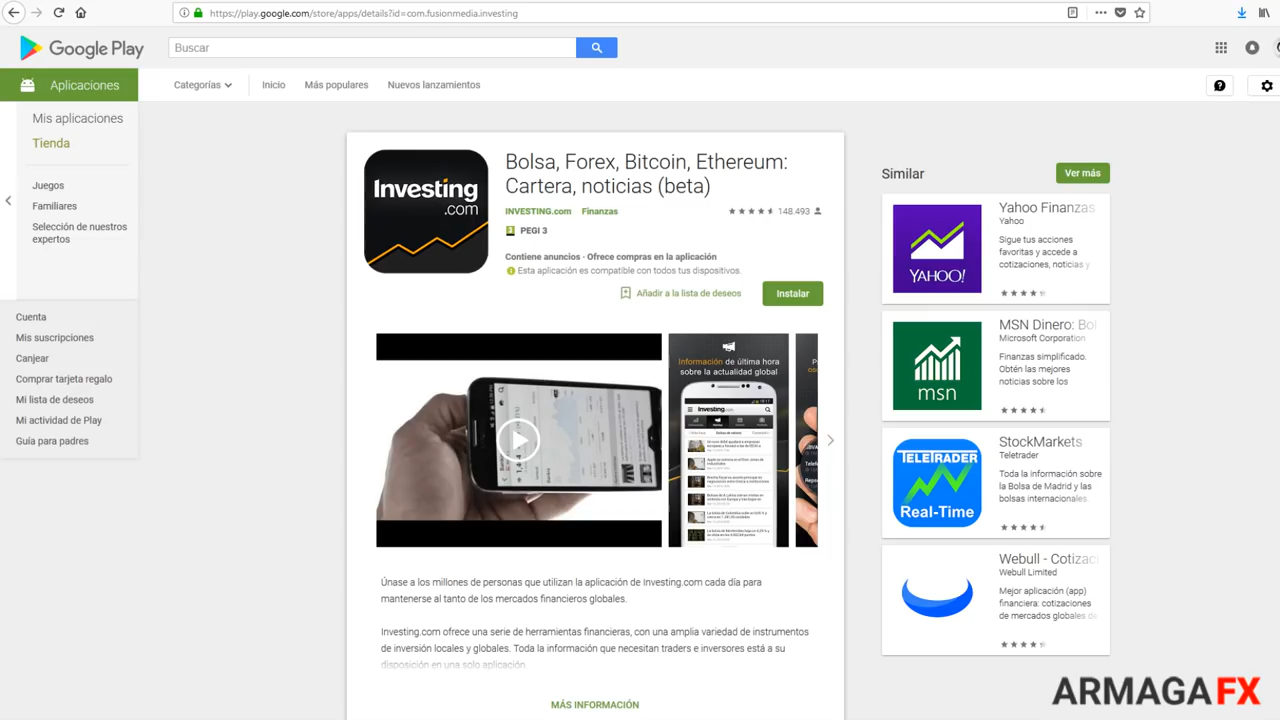 https://play.google.com/store/apps/details?id=com.fusionmedia.investing
Google Play
Buscar
Aplicaciones
Categorías
Inicio
Más populares
Nuevos lanzamientos
Mis aplicaciones
Tienda
Juegos
Familiares
Selección de nuestros
expertos
Cuenta
Mis suscripciones
Canjear
Comprar tarjeta regalo
Mi lista de deseos
Mi actividad de Play
Guía para padres
Investing
.com
Bolsa, Forex, Bitcoin, Ethereum:
Cartera, noticias (beta)
INVESTING.com Finanzas
148.493
PEGI 3
Contiene anuncios · Ofrece compras en la aplicación
Esta aplicación es compatible con todos tus dispositivos.
Añadir a la lista de deseos
Instalar
Información de última hora
sobre la actualidad global
Investing.com
Únase a los millones de personas que utilizan la aplicación de Investing.com cada día para
mantenerse al tanto de los mercados financieros globales.
Investing.com ofrece una serie de herramientas financieras, con una amplia variedad de instrumentos
de inversión locales y globales. Toda la información que necesitan traders e inversores está a su
disposición en una solo aplicación.
MÁS INFORMACIÓN
Similar
Ver más
YAHOO!
Yahoo Finanzas
Yahoo
Sigue tus acciones
favoritas y accede a
cotizaciones, noticias y
msn
MSN Dinero: Bo
Microsoft Corporation
Finanzas simplificado.
Obtén las mejores
noticias sobre los
TELETRADER
Real-Time
StockMarkets
Teletrader
Toda la información sobre
la Bolsa de Madrid y las
bolsas internacionales
Webull - Cotizac
Webull Limited
Mejor aplicación (app)
financiera: cotizaciones
de mercados globales de
ARMAGAFX